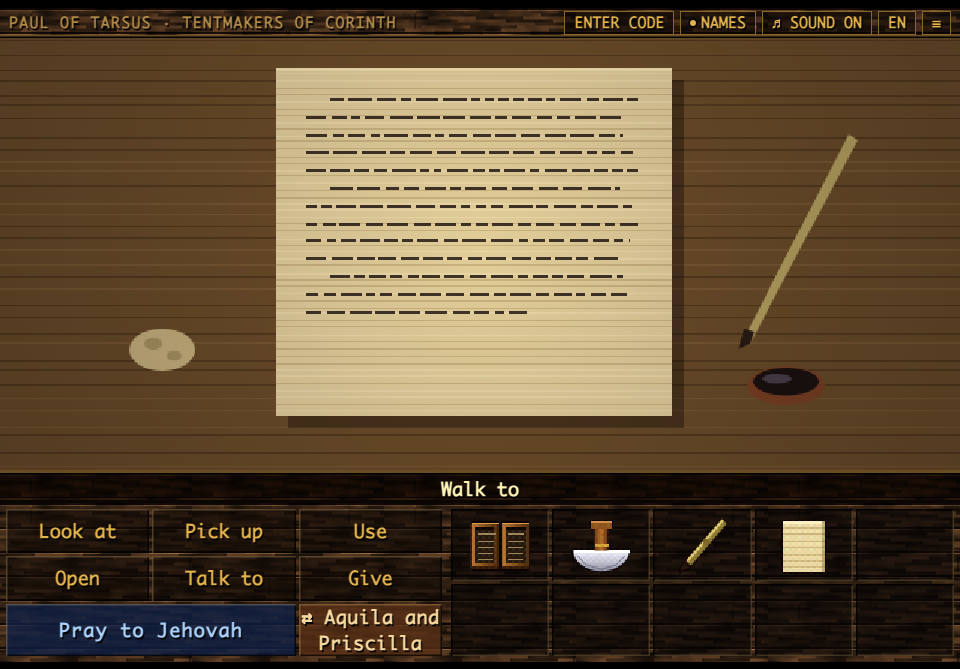 PAUL OF TARSUS · TENTMAKERS OF CORINTH
ENTER CODE
• NAMES
♬ SOUND ON
EN
≡
Walk to
Look at
Pick up
Use
Open
Talk to
Give
Pray to Jehovah
⇄ Aquila and
Priscilla